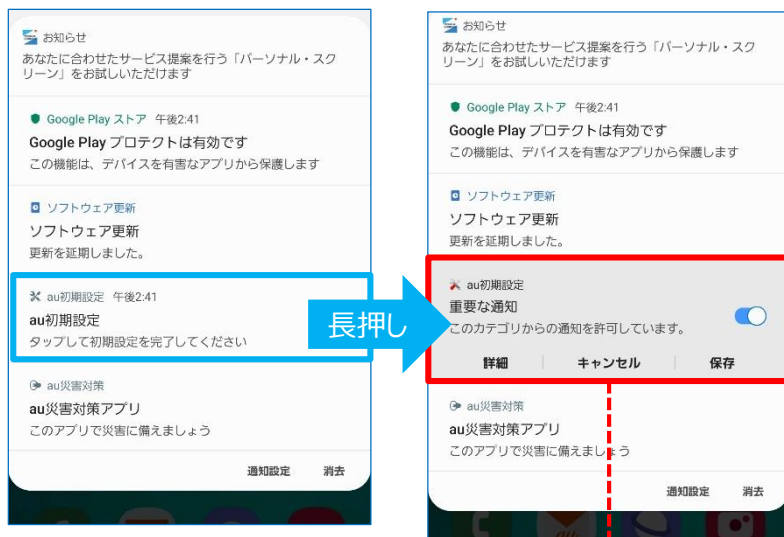 お知らせ
あなたに合わせたサービス提案を行う「パーソナル・スク
リーン」をお試しいただけます
Google Play ストア 午後2:41
Google Play プロテクトは有効です
この機能は、デバイスを有害なアプリから保護します
ソフトウェア更新
ソフトウェア更新
更新を延期しました。
au初期設定 午後2:41
au初期設定
タップして初期設定を完了してください
au災害対策
au災害対策アプリ
このアプリで災害に備えましょう
通知設定 消去
長押し
お知らせ
あなたに合わせたサービス提案を行う「パーソナル・スク
リーン」をお試しいただけます
Google Play ストア 午後2:41
Google Play プロテクトは有効です
この機能は、デバイスを有害なアプリから保護します
ソフトウェア更新
ソフトウェア更新
更新を延期しました。
au初期設定
重要な通知
このカテゴリからの通知を許可しています。
詳細 キャンセル 保存
au災害対策
au災害対策アプリ
このアプリで災害に備えましょう
通知設定 消去